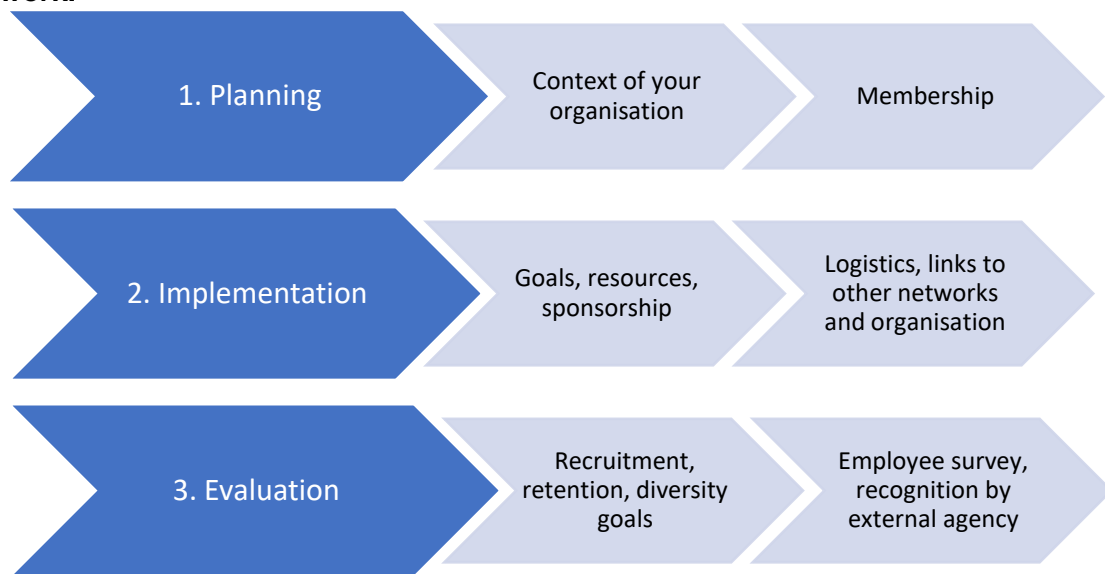 1. Planning
Context of your
organisation
Membership
2. Implementation
Goals, resources,
sponsorship
Logistics, links to
other networks
and organisation
3. Evaluation
Recruitment,
retention, diversity
goals
Employee survey,
recognition by
external agency